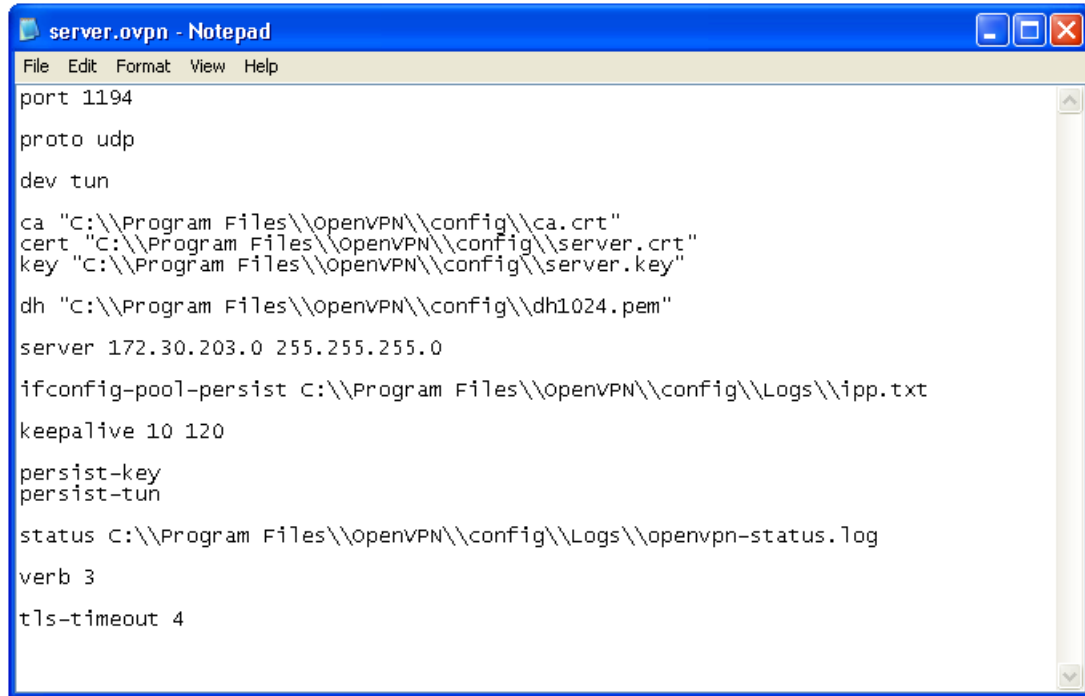 server.ovpn - Notepad
File Edit Format View Help
port 1194
proto udp
dev tun
ca "C:\\Program Files\\OpenVPN\\config\\ca.crt"
cert "C:\\Program Files\\OpenVPN\\config\\server.crt"
key "C:\\Program Files\\OpenVPN\\config\\server.key"
dh "C:\\Program Files\\OpenVPN\\config\\dh1024.pem"
server 172.30.203.0 255.255.255.0
ifconfig-pool-persist C:\\Program Files\\OpenVPN\\config\\Logs\\ipp.txt
keepalive 10 120
persist-key
persist-tun
status C:\\Program Files\\OpenVPN\\config\\Logs\\openvpn-status.log
verb 3
tls-timeout 4